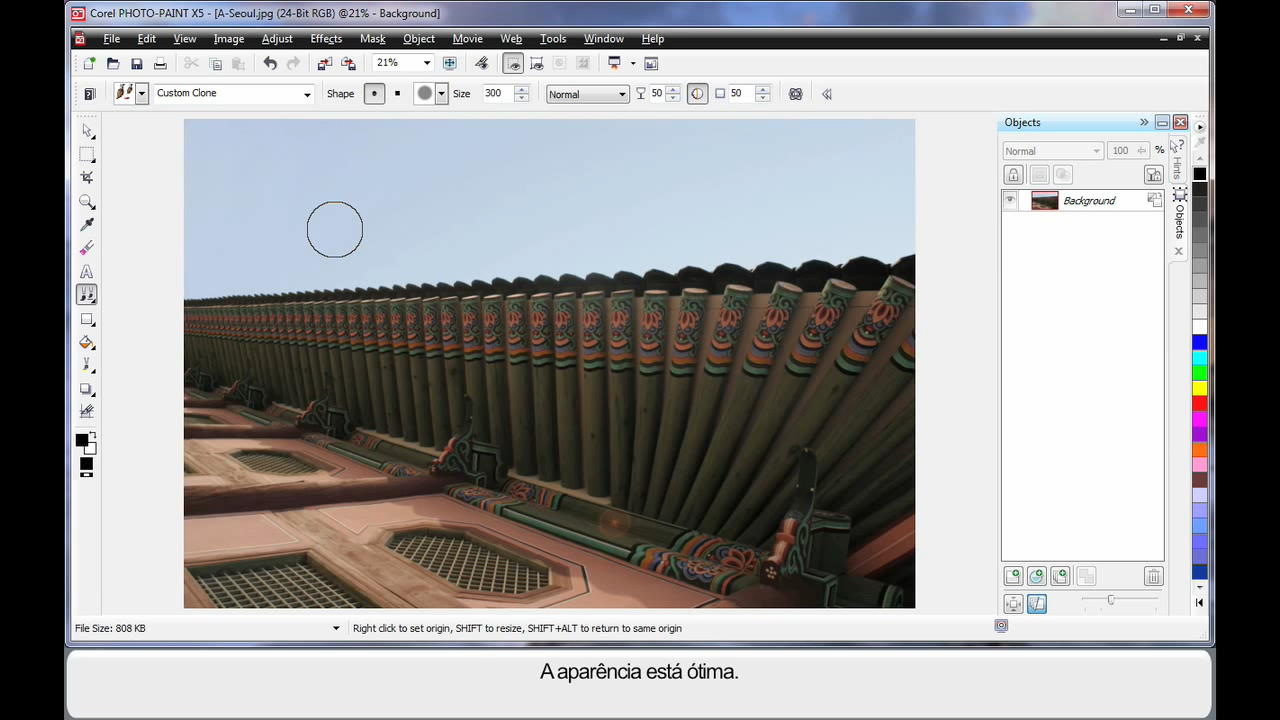 Corel PHOTO-PAINT X5 - [A-Seoul.jpg (24-Bit RGB) @21% - Background]
File Edit View Image Adjust Effects Mask Object Movie Web Tools Window Help
21%
Custom Clone Shape Size 300 Normal 50 50
Objects
Normal 100 %
Hints
Background
Objects
File Size: 808 KB Right click to set origin, SHIFT to resize, SHIFT+ALT to return to same origin
A aparência está ótima.